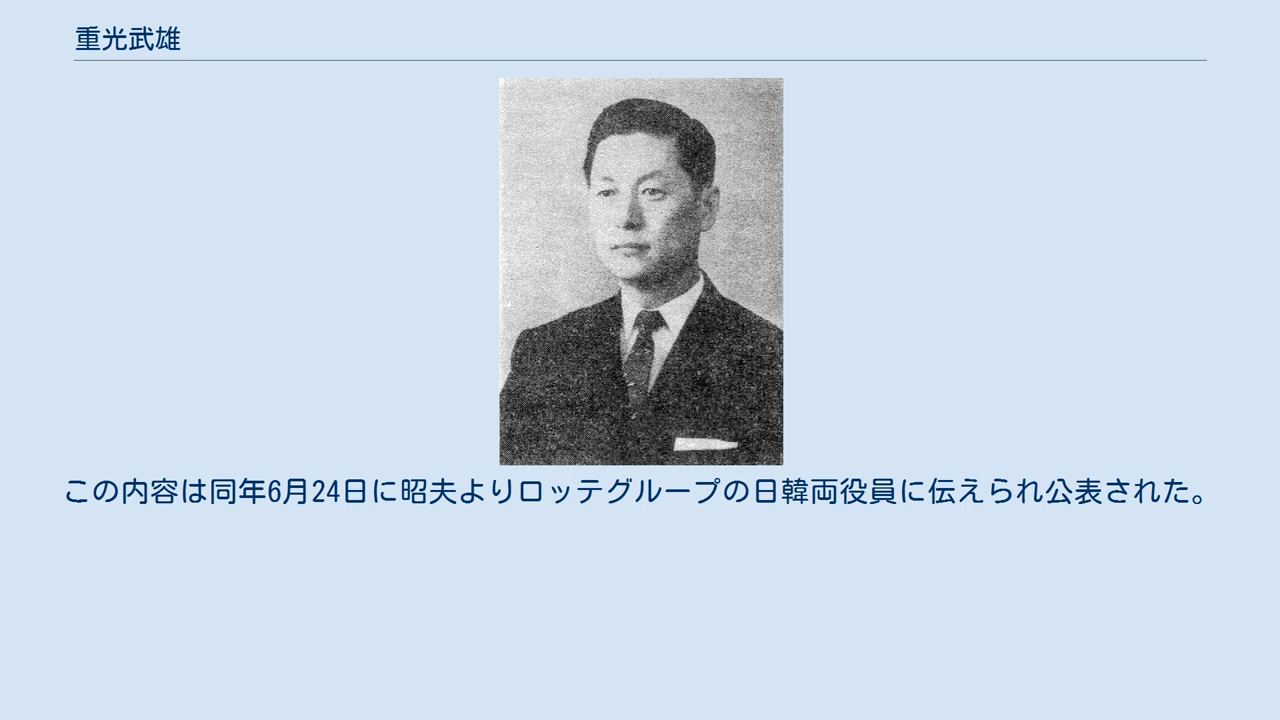 重光武雄
この内容は同年6月24日に昭夫よりロッテグループの日韓両役員に伝えられ公表された。